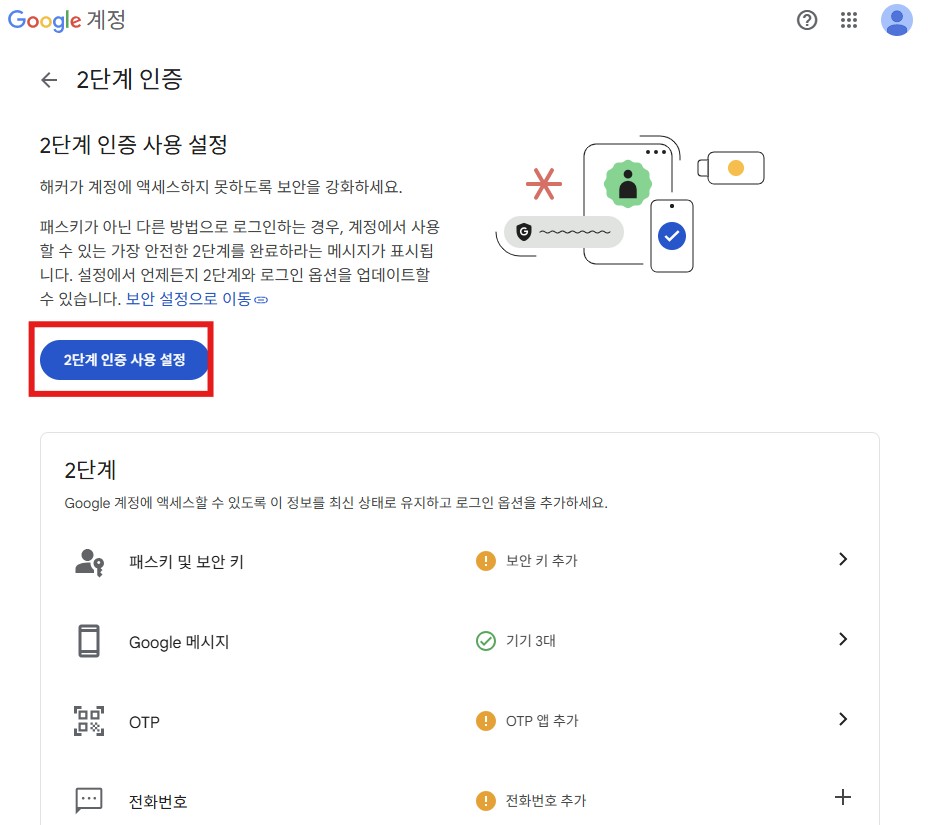 Google 계정
2단계 인증
2단계 인증 사용 설정
해커가 계정에 액세스하지 못하도록 보안을 강화하세요.
패스키가 아닌 다른 방법으로 로그인하는 경우, 계정에서 사용
할 수 있는 가장 안전한 2단계를 완료하라는 메시지가 표시됩
니다. 설정에서 언제든지 2단계와 로그인 옵션을 업데이트할
수 있습니다. 보안 설정으로 이동
G
2단계 인증 사용 설정
2단계
Google 계정에 액세스할 수 있도록 이 정보를 최신 상태로 유지하고 로그인 옵션을 추가하세요.
패스키 및 보안 키 보안 키 추가
Google 메시지 기기 3대
OTP OTP 앱 추가
전화번호 전화번호 추가